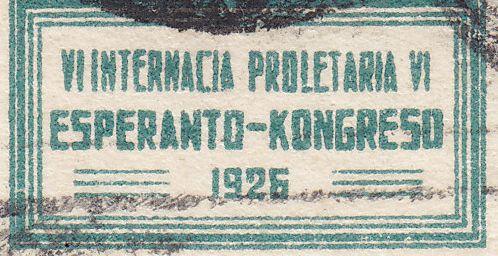 VI INTERNACIA PROLETARIA VI
ESPERANTO-KONGRESO
1926